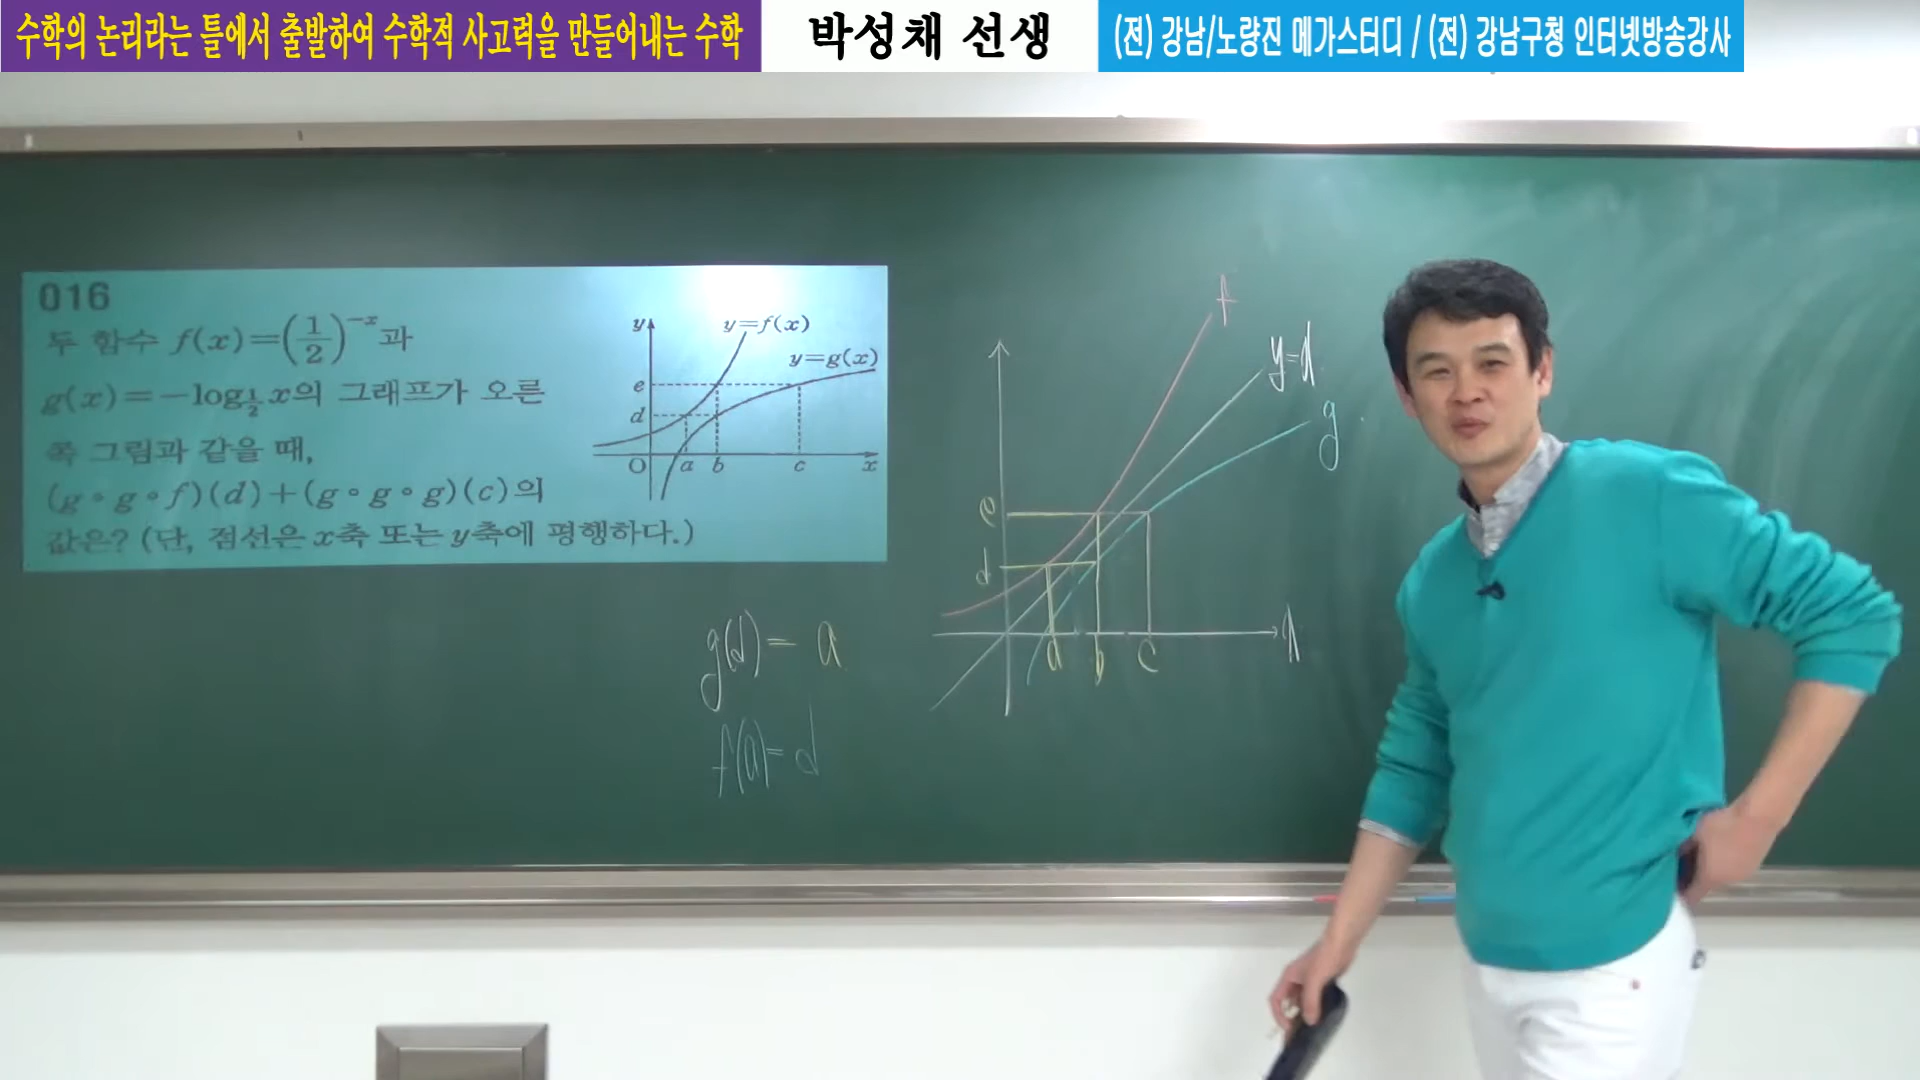 수학의 논리라는 틀에서 출발하여 수학적 사고력을 만들어내는 수학
박성채 선생
(전) 강남/노량진 메가스터디 / (전) 강남구청 인터넷방송강사
016
두 함수 f(x)=(1/2)^{-x}과
g(x)=-log_{1/2}x의 그래프가 오른
쪽 그림과 같을 때,
(g∘g∘f)(d)+(g∘g∘g)(c)의
값은? (단, 점선은 x축 또는 y축에 평행하다.)
y
y=f(x)
y=g(x)
e
d
O a b c x
f
y=x
g
e
d
a b c x
g(d)= a
f(a)=d